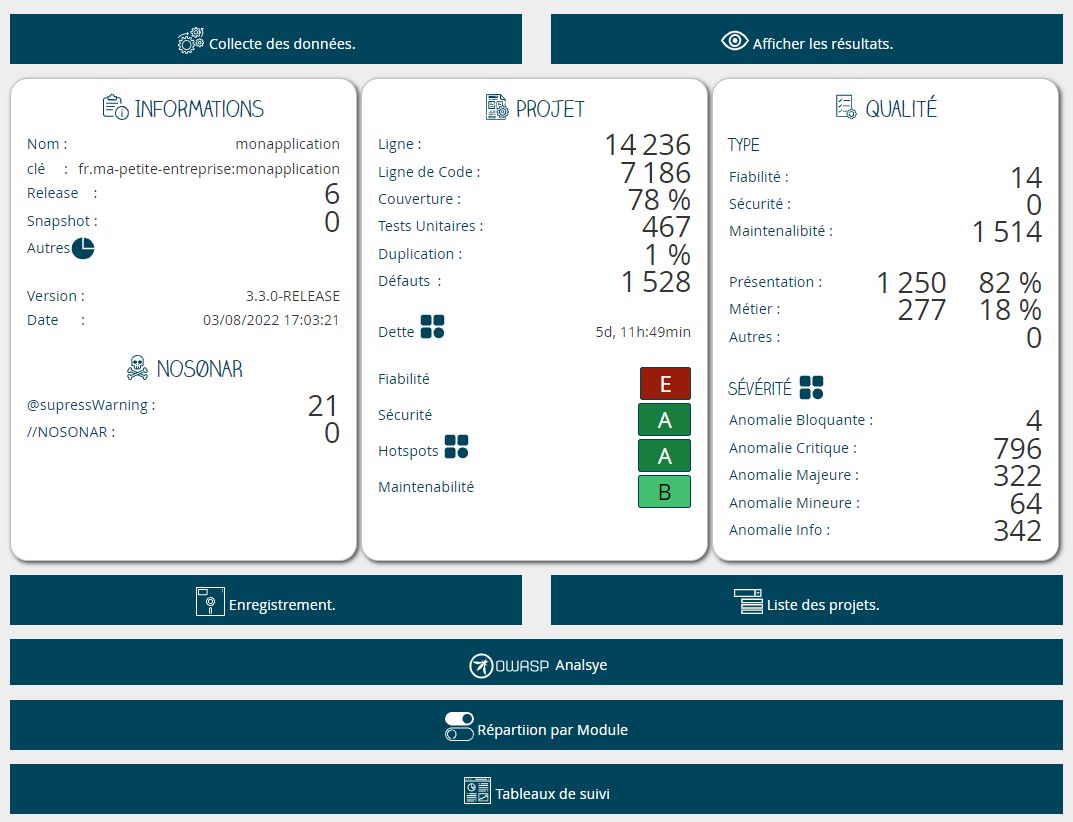 Collecte des données.
Afficher les résultats.
INFORMATIONS
Nom : monapplication
clé : fr.ma-petite-entreprise:monapplication
Release : 6
Snapshot : 0
Autres
Version : 3.3.0-RELEASE
Date : 03/08/2022 17:03:21
NOSØNAR
@supressWarning : 21
//NOSONAR : 0
PROJET
Ligne : 14 236
Ligne de Code : 7 186
Couverture : 78 %
Tests Unitaires : 467
Duplication : 1 %
Défauts : 1 528
Dette 5d, 11h:49min
Fiabilité E
Sécurité A
Hotspots A
Maintenabilité B
QUALITÉ
TYPE
Fiabilité : 14
Sécurité : 0
Maintenalibité : 1 514
Présentation : 1 250 82 %
Métier : 277 18 %
Autres : 0
SÉVÉRITÉ
Anomalie Bloquante : 4
Anomalie Critique : 796
Anomalie Majeure : 322
Anomalie Mineure : 64
Anomalie Info : 342
Enregistrement.
Liste des projets.
OWASP Analsye
Répartiion par Module
Tableaux de suivi